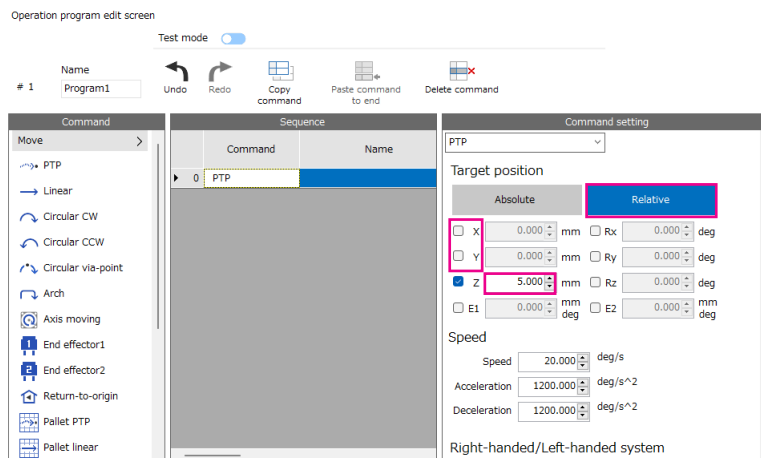 Operation program edit screen
Test mode
# 1
Name
Program1
Undo
Redo
Copy
command
Paste command
to end
Delete command
Command
Move
PTP
Linear
Circular CW
Circular CCW
Circular via-point
Arch
Axis moving
1 End effector1
2 End effector2
Return-to-origin
Pallet PTP
Pallet linear
Sequence
Command Name
0 PTP
Command setting
PTP
Target position
Absolute Relative
X 0.000 mm Rx 0.000 deg
Y 0.000 mm Ry 0.000 deg
Z 5.000 mm Rz 0.000 deg
E1 0.000 mm deg E2 0.000 mm deg
Speed
Speed 20.000 deg/s
Acceleration 1200.000 deg/s^2
Deceleration 1200.000 deg/s^2
Right-handed/Left-handed system